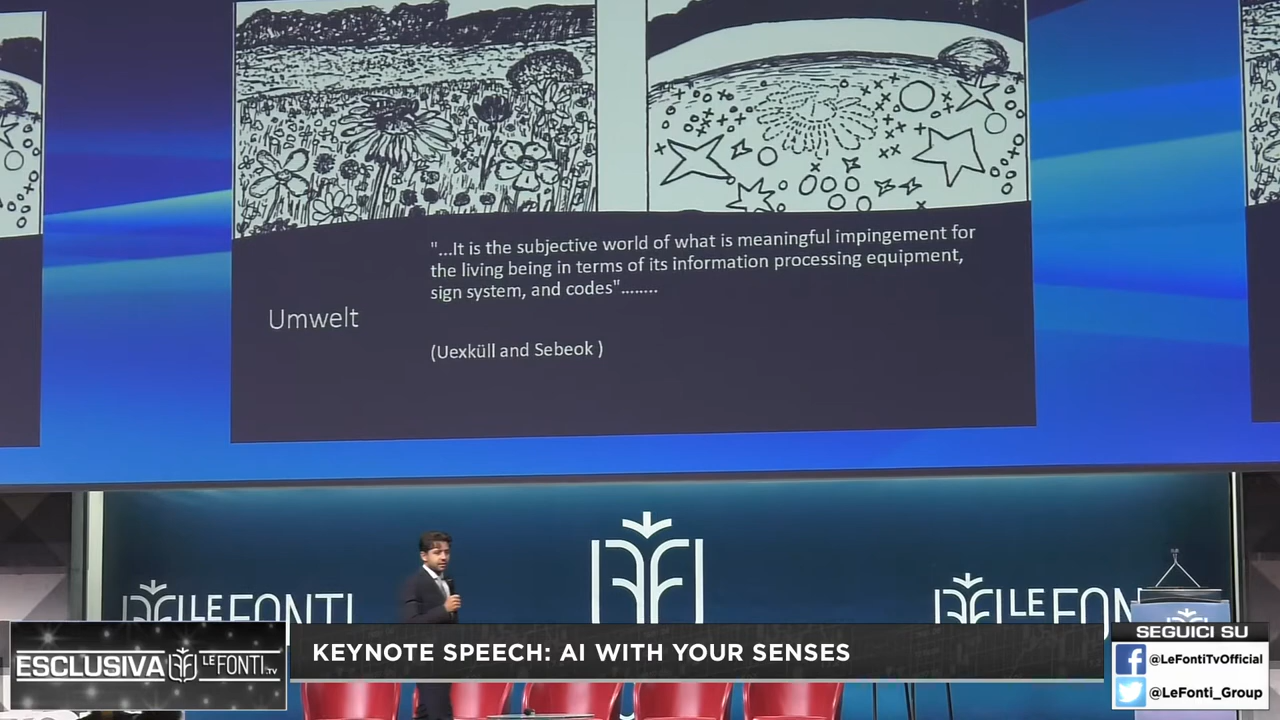 "...It is the subjective world of what is meaningful impingement for
the living being in terms of its information processing equipment,
sign system, and codes"........
Umwelt
(Uexküll and Sebeok )
LE FONTI
LE FON
ESCLUSIVA LE FONTI.TV
KEYNOTE SPEECH: AI WITH YOUR SENSES
SEGUICI SU
@LeFontiTvOfficial
@LeFonti_Group